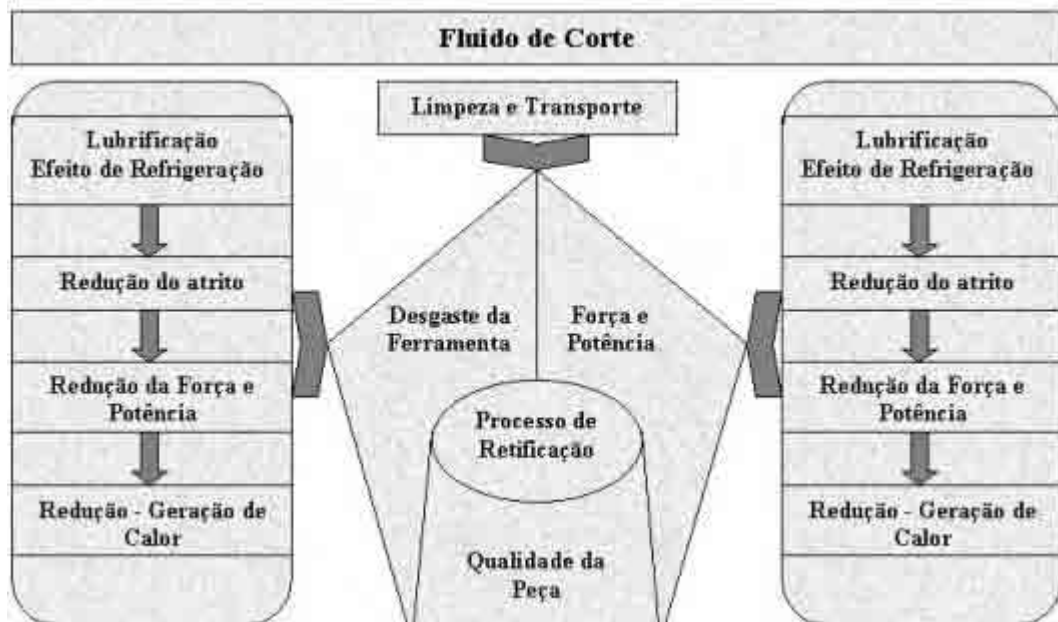 Fluido de Corte
Limpeza e Transporte
Lubrificação
Efeito de Refrigeração
Redução do atrito
Redução da Força e
Potência
Redução - Geração de
Calor
Desgaste da
Ferramenta
Força e
Potência
Processo de
Retificação
Qualidade da
Peça
Lubrificação
Efeito de Refrigeração
Redução do atrito
Redução da Força e
Potência
Redução - Geração de
Calor